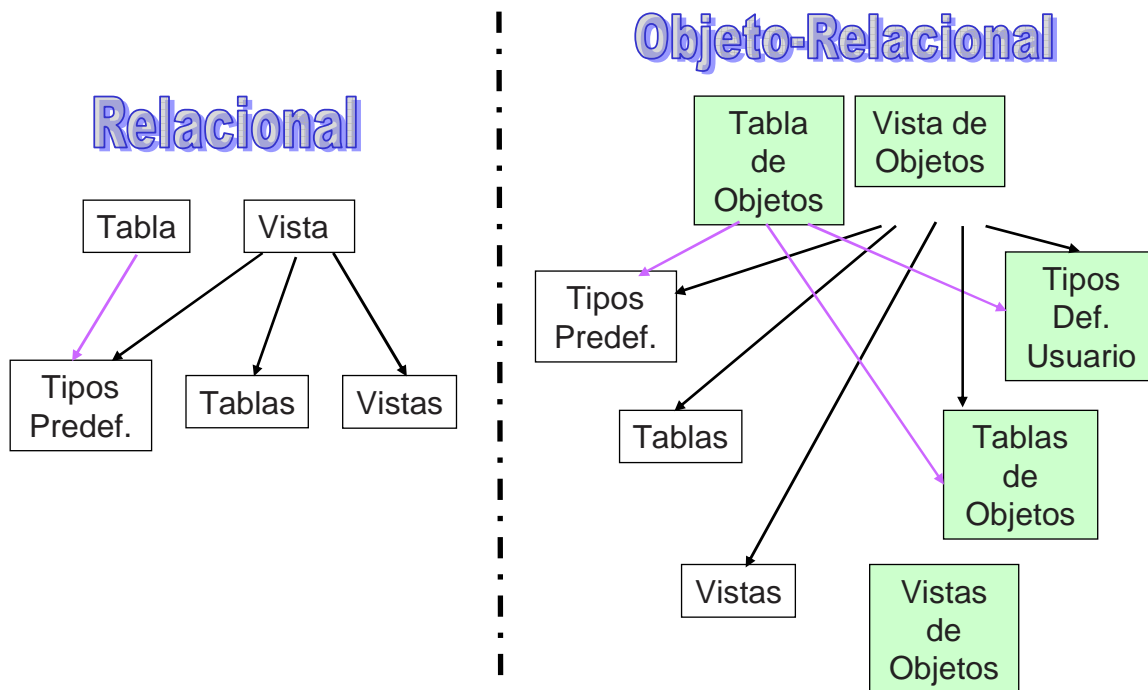 Relacional
Tabla
Vista
Tipos
Predef.
Tablas
Vistas
Objeto-Relacional
Tabla
de
Objetos
Vista de
Objetos
Tipos
Predef.
Tipos
Def.
Usuario
Tablas
Tablas
de
Objetos
Vistas
Vistas
de
Objetos